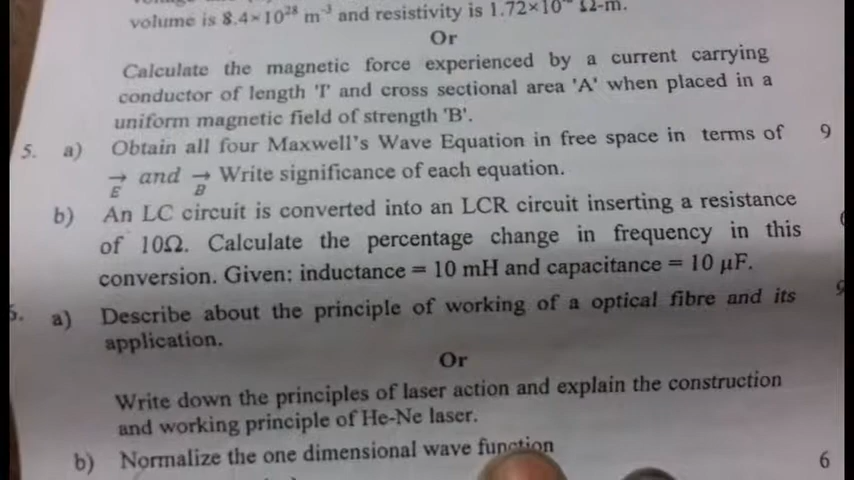 volume is 8.4×10²⁸ m⁻³ and resistivity is 1.72×10 Ω-m.
Or
Calculate the magnetic force experienced by a current carrying
conductor of length 'l' and cross sectional area 'A' when placed in a
uniform magnetic field of strength 'B'.
5. a) Obtain all four Maxwell's Wave Equation in free space in terms of 9
→E and →B Write significance of each equation.
b) An LC circuit is converted into an LCR circuit inserting a resistance
of 10Ω. Calculate the percentage change in frequency in this
conversion. Given: inductance = 10 mH and capacitance = 10 μF.
a) Describe about the principle of working of a optical fibre and its 9
application.
Or
Write down the principles of laser action and explain the construction
and working principle of He-Ne laser.
b) Normalize the one dimensional wave function 6